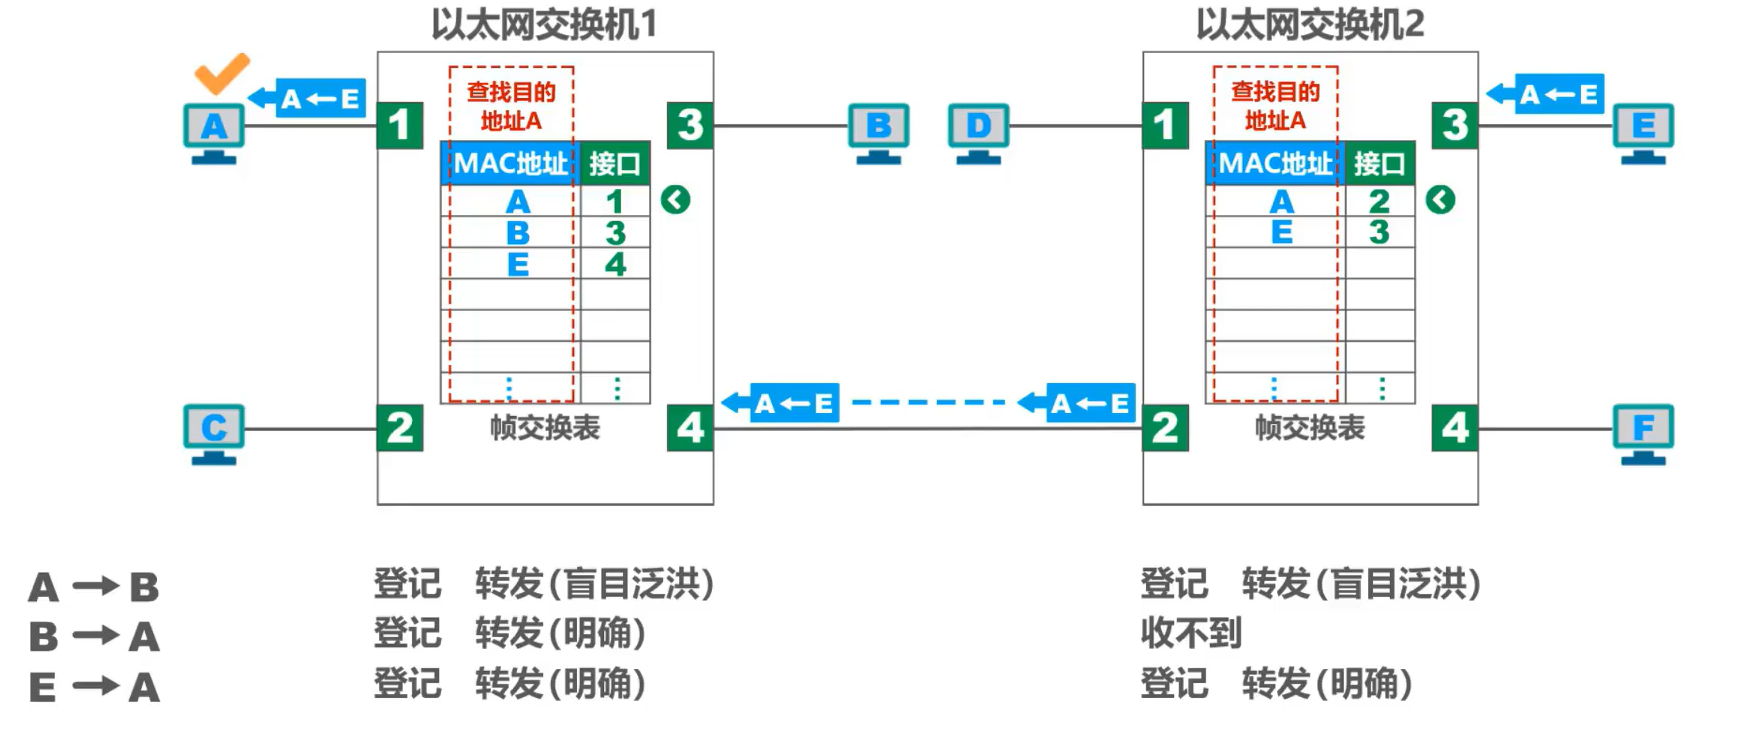 以太网交换机1
以太网交换机2
A
A←E
1
查找目的
地址A
3
B
D
1
查找目的
地址A
3
A←E
E
MAC地址 接口
A 1
B 3
E 4
⋮ ⋮
帧交换表
MAC地址 接口
A 2
E 3
⋮ ⋮
帧交换表
C
2
4
A←E
A←E
2
4
F
A→B 登记 转发(盲目泛洪) 登记 转发(盲目泛洪)
B→A 登记 转发(明确) 收不到
E→A 登记 转发(明确) 登记 转发(明确)